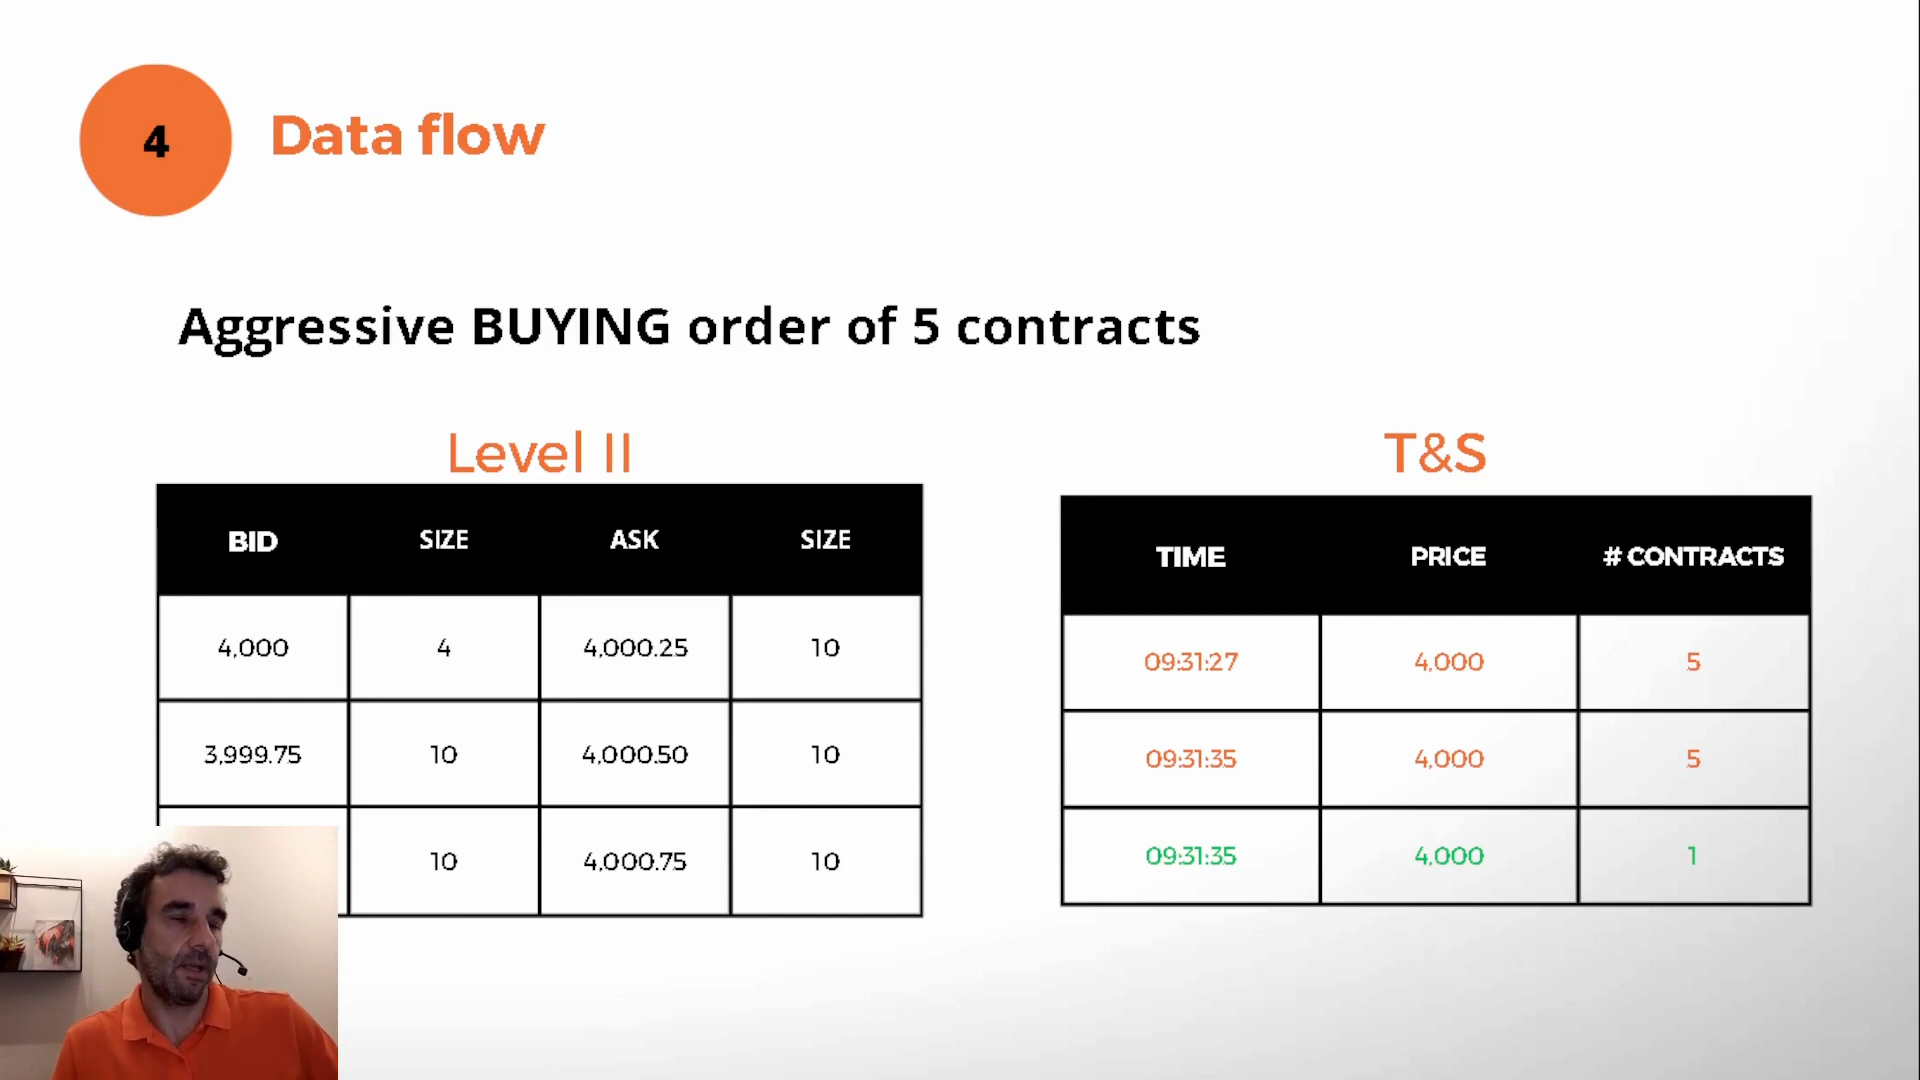 4
Data flow
Aggressive BUYING order of 5 contracts
Level II
BID SIZE ASK SIZE
4,000 4 4,000.25 10
3,999.75 10 4,000.50 10
10 4,000.75 10
T&S
TIME PRICE # CONTRACTS
09:31:27 4,000 5
09:31:35 4,000 5
09:31:35 4,000 1